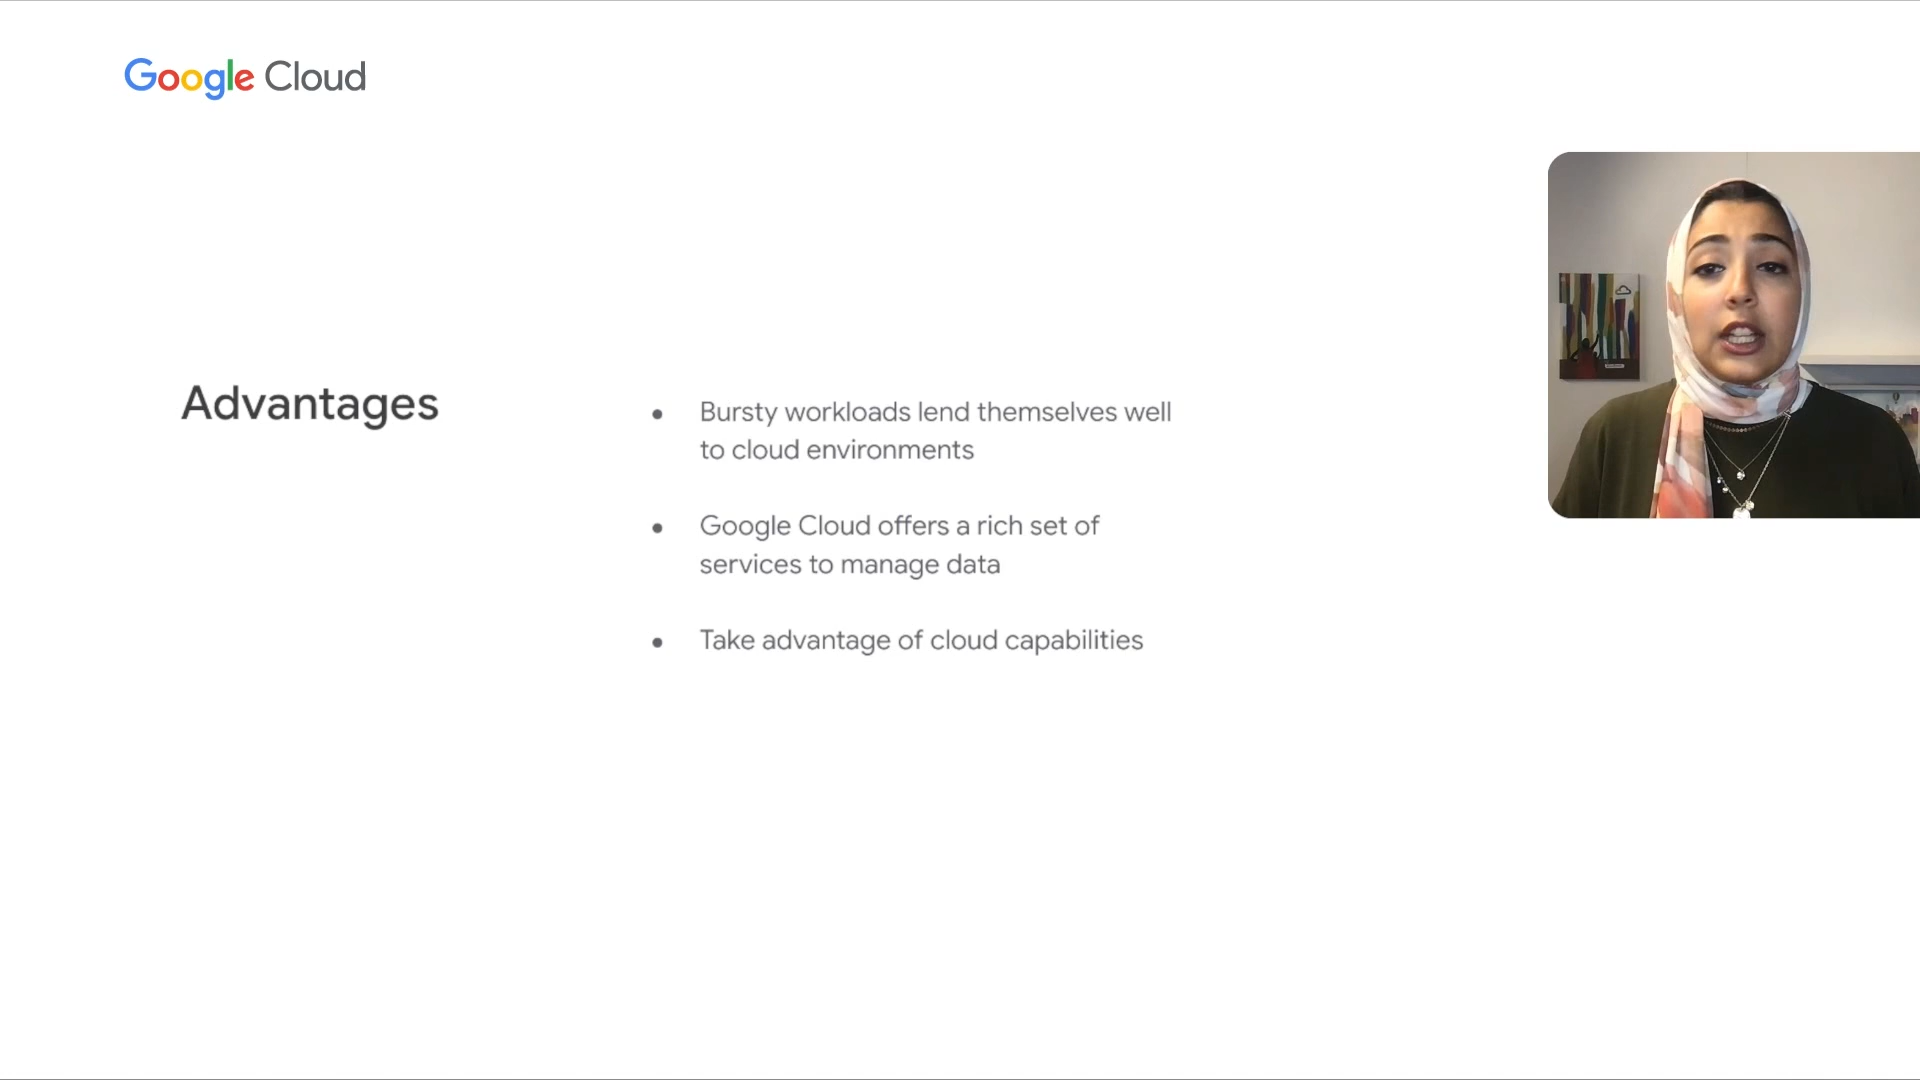 Google Cloud
Advantages
• Bursty workloads lend themselves well
to cloud environments
• Google Cloud offers a rich set of
services to manage data
• Take advantage of cloud capabilities